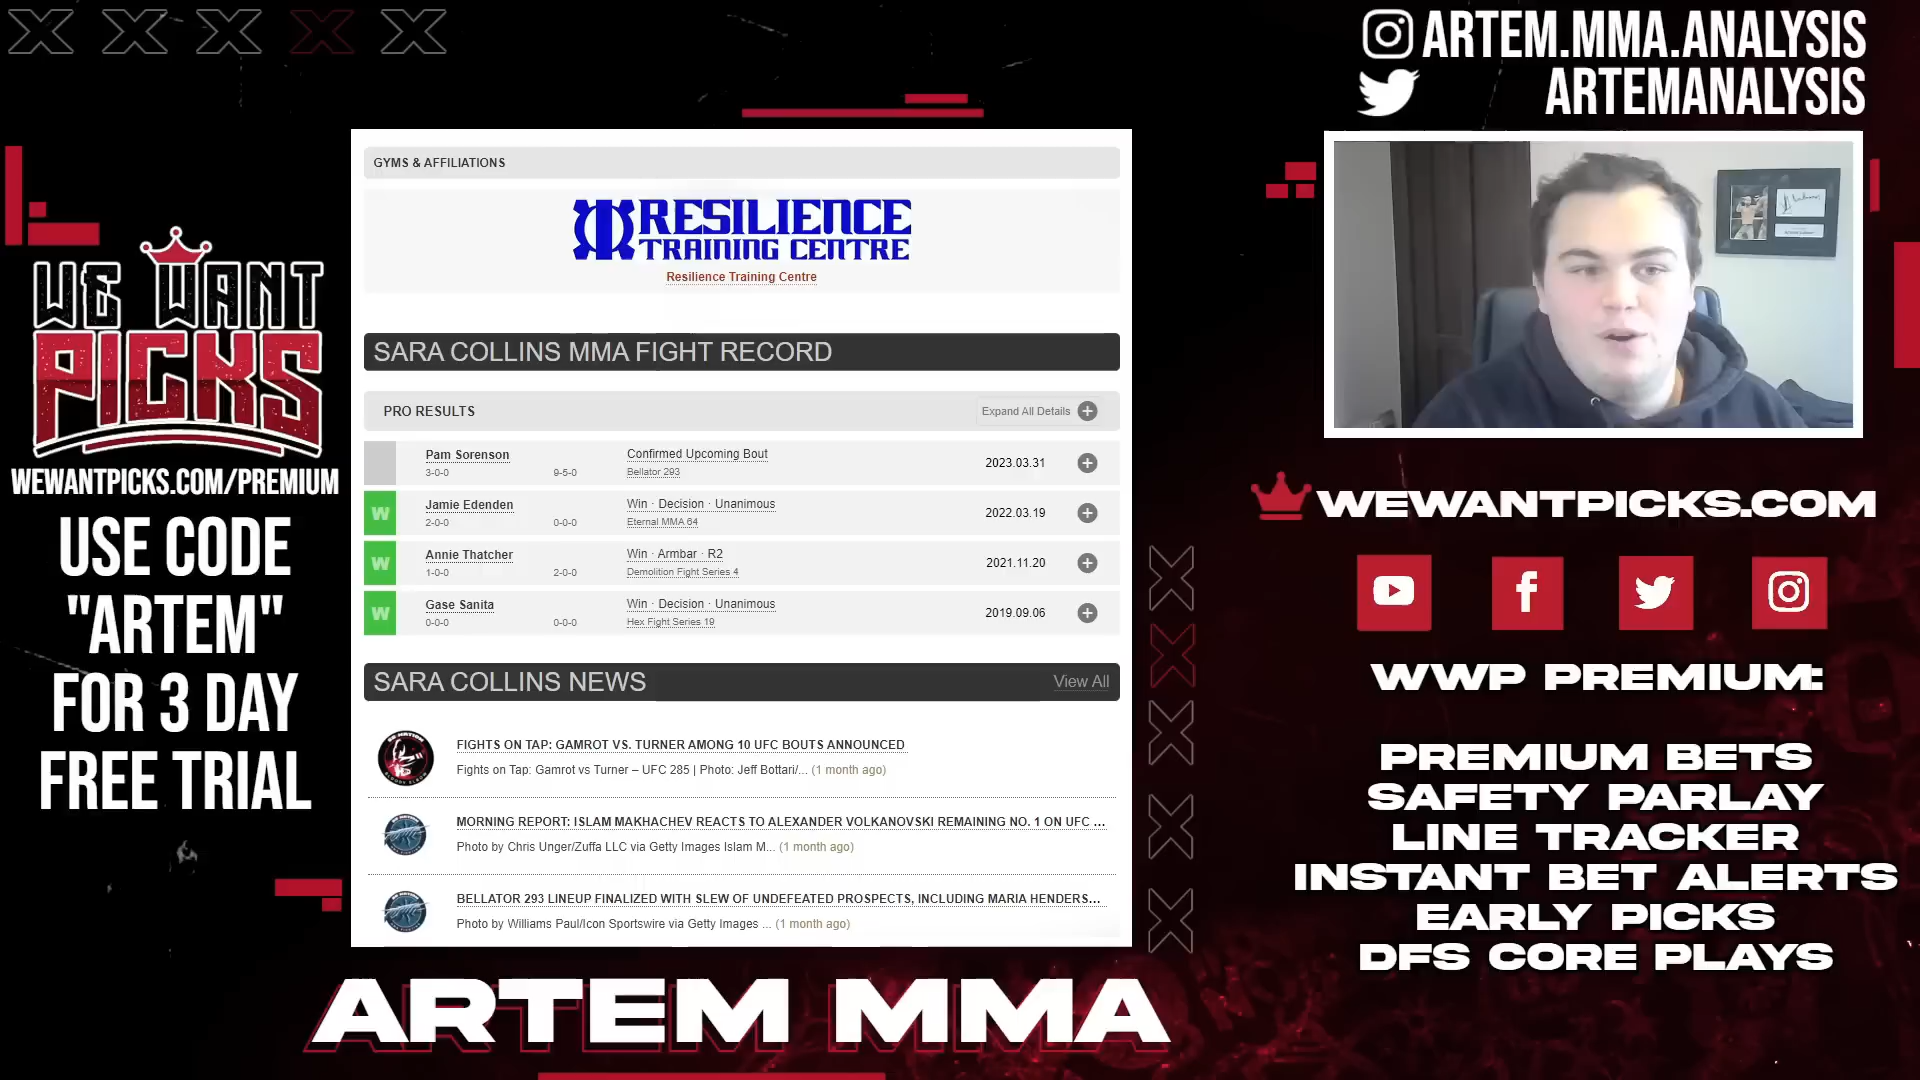 ARTEM.MMA.ANALYSIS
ARTEMANALYSIS
WE WANT
PICKS
WEWANTPICKS.COM/PREMIUM
USE CODE
"ARTEM"
FOR 3 DAY
FREE TRIAL
GYMS & AFFILIATIONS
RESILIENCE
TRAINING CENTRE
Resilience Training Centre
SARA COLLINS MMA FIGHT RECORD
PRO RESULTS
Expand All Details
Pam Sorenson Confirmed Upcoming Bout 2023.03.31
3-0-0 9-5-0 Bellator 293
W Jamie Edenden Win · Decision · Unanimous 2022.03.19
2-0-0 0-0-0 Eternal MMA 64
W Annie Thatcher Win · Armbar · R2 2021.11.20
1-0-0 2-0-0 Demolition Fight Series 4
W Gase Sanita Win · Decision · Unanimous 2019.09.06
0-0-0 0-0-0 Hex Fight Series 19
SARA COLLINS NEWS View All
FIGHTS ON TAP: GAMROT VS. TURNER AMONG 10 UFC BOUTS ANNOUNCED
Fights on Tap: Gamrot vs Turner – UFC 285 | Photo: Jeff Bottari/... (1 month ago)
MORNING REPORT: ISLAM MAKHACHEV REACTS TO ALEXANDER VOLKANOVSKI REMAINING NO. 1 ON UFC ...
Photo by Chris Unger/Zuffa LLC via Getty Images Islam M... (1 month ago)
BELLATOR 293 LINEUP FINALIZED WITH SLEW OF UNDEFEATED PROSPECTS, INCLUDING MARIA HENDERS...
Photo by Williams Paul/Icon Sportswire via Getty Images ... (1 month ago)
ARTEM MMA
WEWANTPICKS.COM
WWP PREMIUM:
PREMIUM BETS
SAFETY PARLAY
LINE TRACKER
INSTANT BET ALERTS
EARLY PICKS
DFS CORE PLAYS